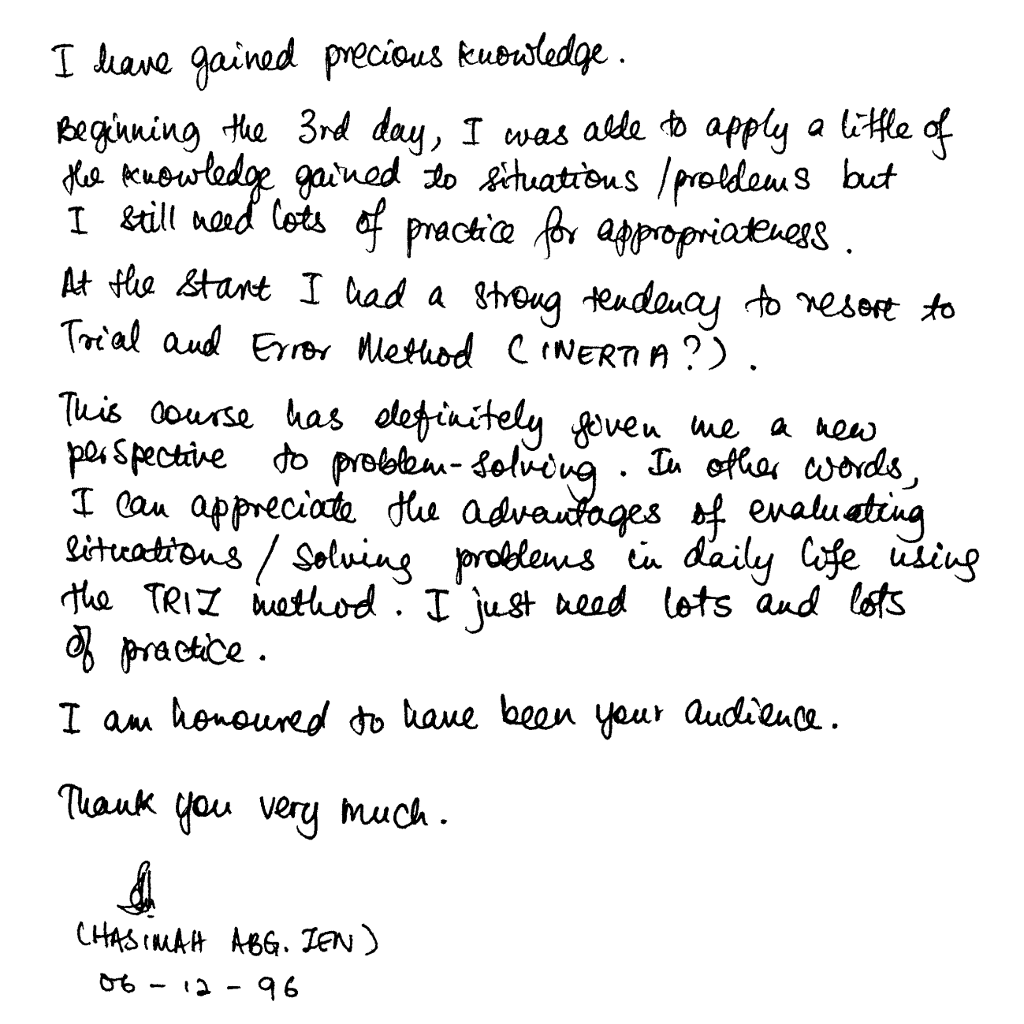 I have gained precious knowledge.
Beginning the 3rd day, I was able to apply a little of
the knowledge gained to situations/problems but
I still need lots of practice for appropriateness.
At the start I had a strong tendency to resort to
Trial and Error Method (INERTIA?).
This course has definitely given me a new
perspective to problem-solving. In other words,
I can appreciate the advantages of evaluating
situations/solving problems in daily life using
the TRIZ method. I just need lots and lots
of practice.
I am honoured to have been your audience.
Thank you very much.
(HASIMAH ABG. ZEN)
06-12-96